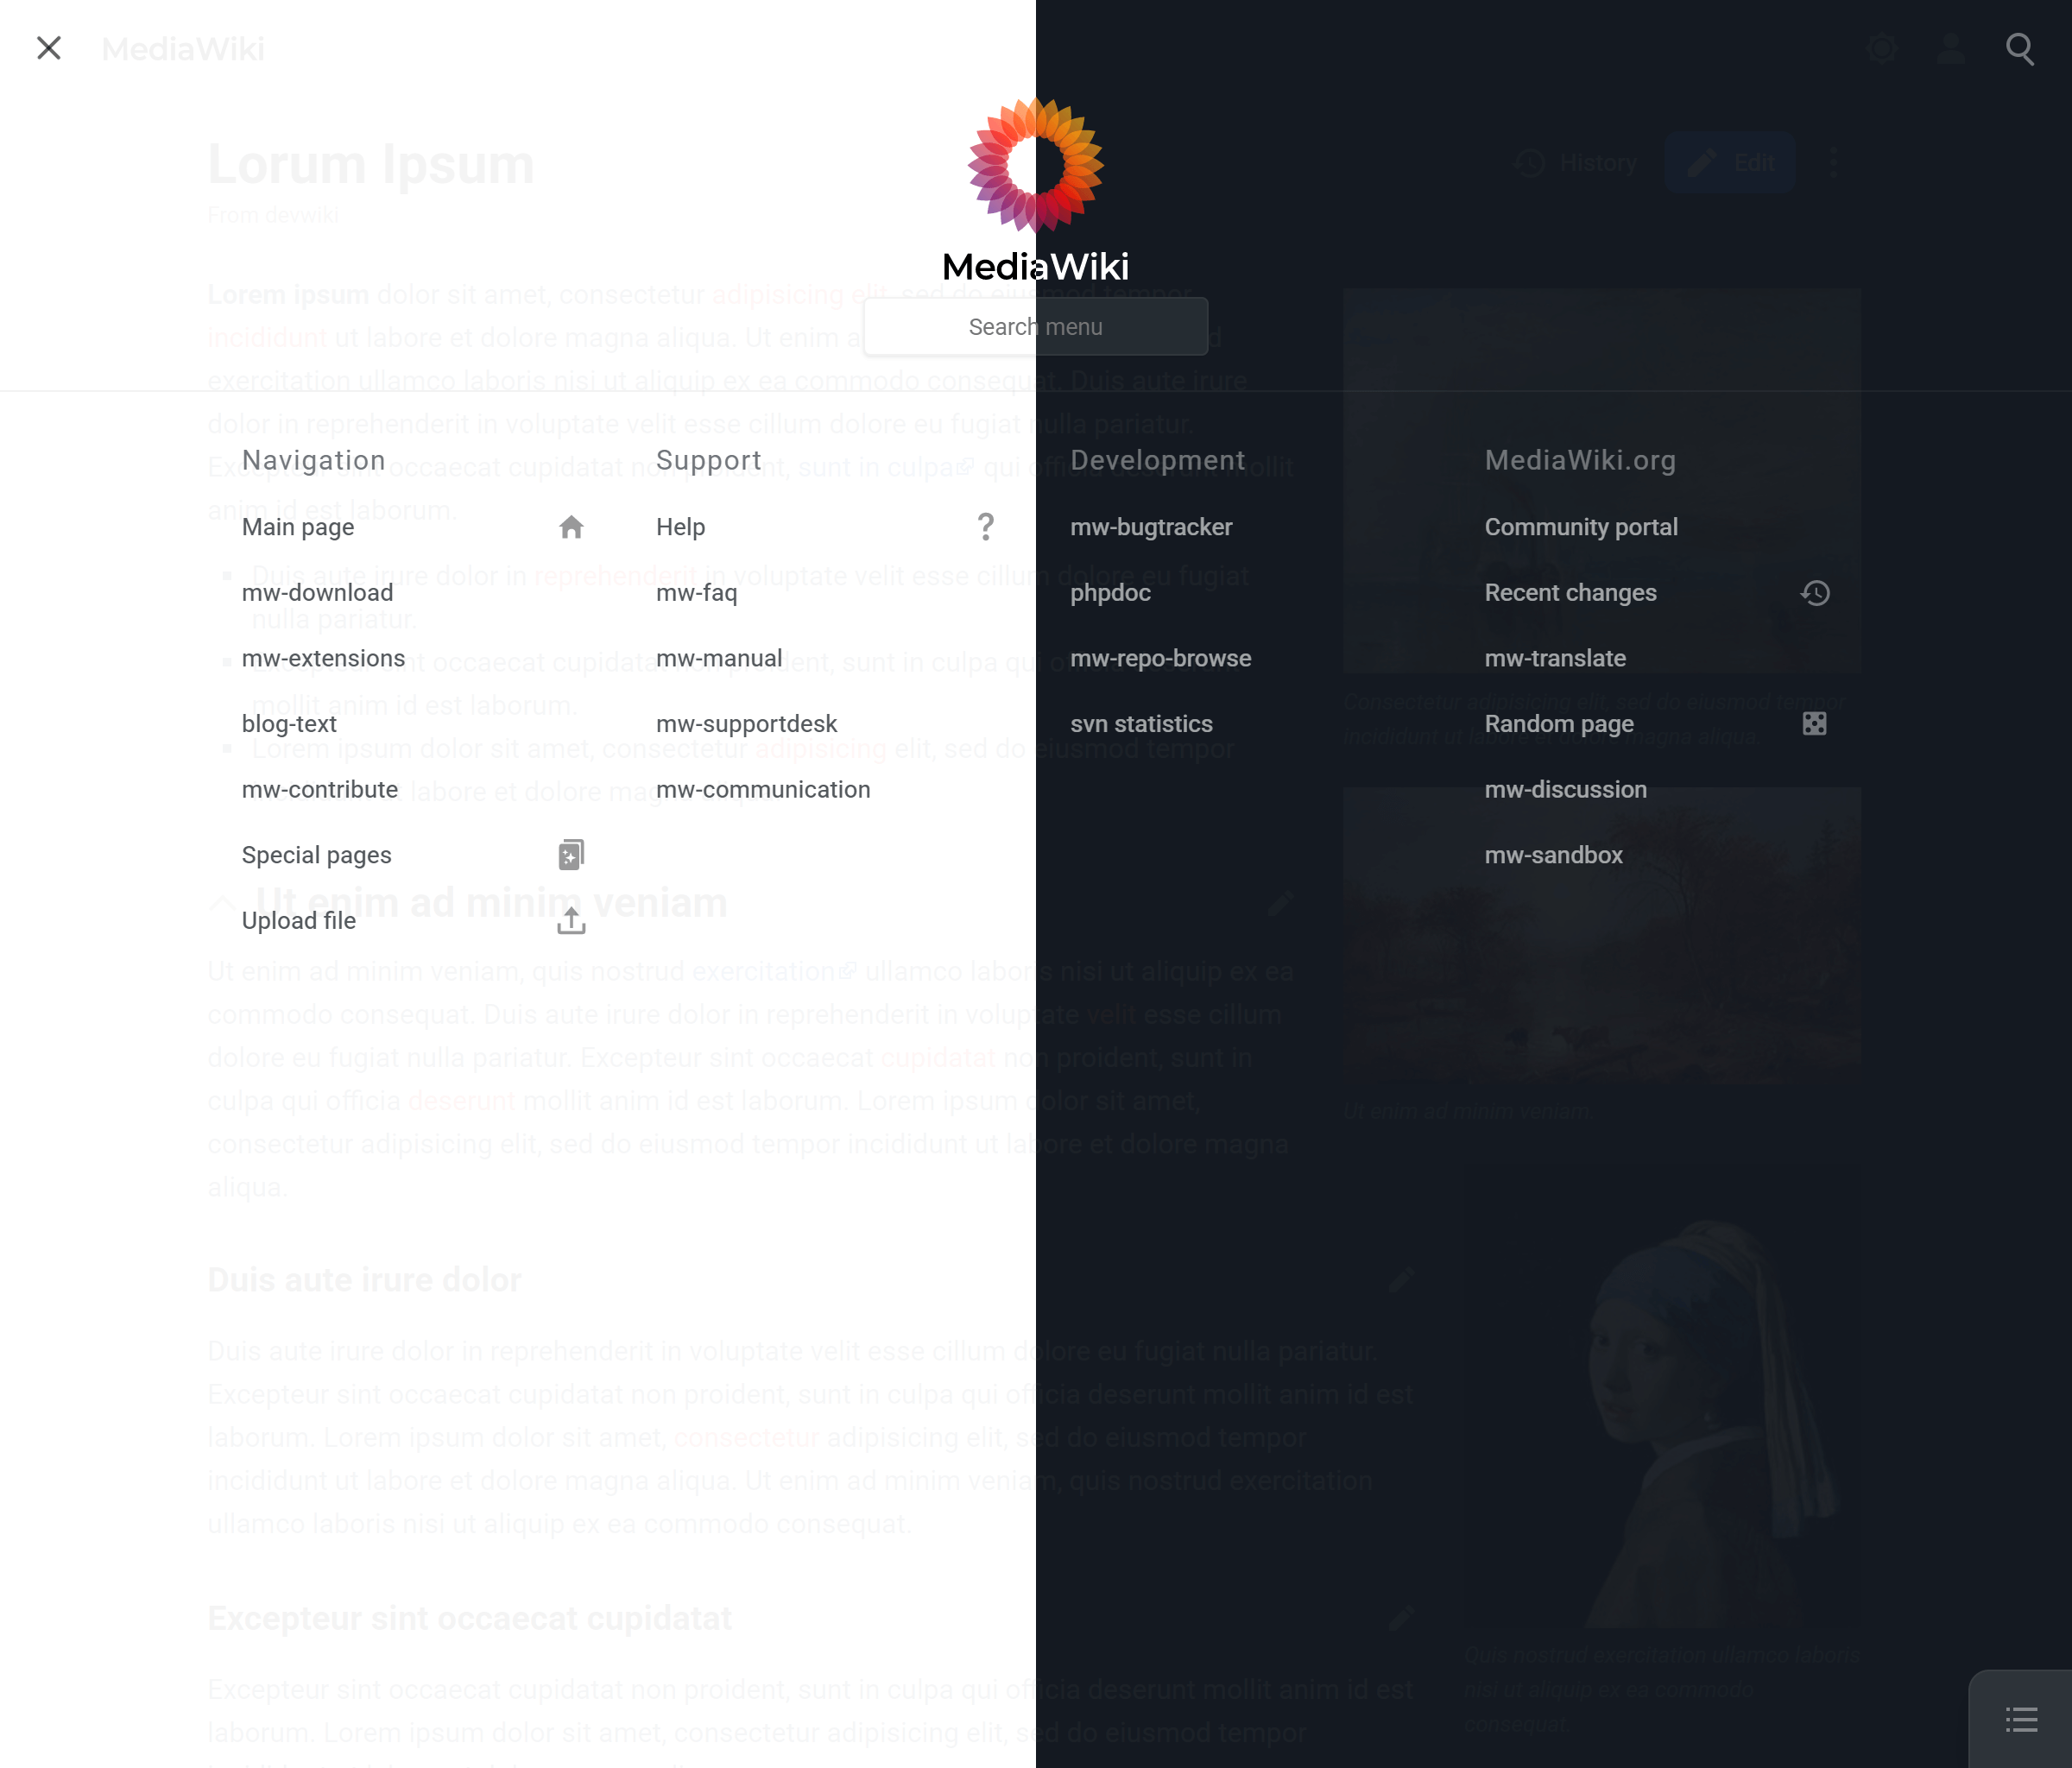 MediaWiki
Lorum Ipsum
From devwiki
History
Edit
MediaWiki
Search menu
Lorem ipsum dolor sit amet, consectetur adipisicing elit, sed do eiusmod tempor
incididunt ut labore et dolore magna aliqua. Ut enim a
exercitation ullamco laboris nisi ut aliquip ex ea commodo consequat. Duis aute irure
dolor in reprehenderit in voluptate velit esse cillum dolore eu fugiat nulla pariatur.
occaecat cupidatat sunt in culpa qui mollit
anim id est laborum.
Navigation
Main page
mw-download
mw-extensions
blog-text
mw-contribute
Special pages
Upload file
Support
Help
mw-faq
mw-manual
mw-supportdesk
mw-communication
Development
mw-bugtracker
phpdoc
mw-repo-browse
svn statistics
MediaWiki.org
Community portal
Recent changes
mw-translate
Random page
mw-discussion
mw-sandbox
Duis aute irure dolor in reprehenderit in voluptate velit esse cillum dolore eu fugiat
nulla pariatur.
occaecat cupidatat sunt in culpa qui
mollit anim id est laborum.
Lorem ipsum dolor sit amet, consectetur adipisicing elit, sed do eiusmod tempor
labore et dolore
Consectetur adipisicing elit, sed do eiusmod tempor
incididunt ut labore et dolore magna aliqua.
Ut enim ad minim veniam
Ut enim ad minim veniam, quis nostrud exercitation ullamco laboris nisi ut aliquip ex ea
commodo consequat. Duis aute irure dolor in reprehenderit in voluptate velit esse cillum
dolore eu fugiat nulla pariatur. Excepteur sint occaecat cupidatat non proident, sunt in
culpa qui officia deserunt mollit anim id est laborum. Lorem ipsum dolor sit amet,
consectetur adipisicing elit, sed do eiusmod tempor incididunt ut labore et dolore magna
aliqua.
Ut enim ad minim veniam.
Duis aute irure dolor
Duis aute irure dolor in reprehenderit in voluptate velit esse cillum dolore eu fugiat nulla pariatur.
Excepteur sint occaecat cupidatat non proident, sunt in culpa qui officia deserunt mollit anim id est
laborum. Lorem ipsum dolor sit amet, consectetur adipisicing elit, sed do eiusmod tempor
incididunt ut labore et dolore magna aliqua. Ut enim ad minim veniam, quis nostrud exercitation
ullamco laboris nisi ut aliquip ex ea commodo consequat.
Excepteur sint occaecat cupidatat
Excepteur sint occaecat cupidatat non proident, sunt in culpa qui officia deserunt mollit anim id est
laborum. Lorem ipsum dolor sit amet, consectetur adipisicing elit, sed do eiusmod tempor
Quis nostrud exercitation ullamco laboris
nisi ut aliquip ex ea commodo
consequat.